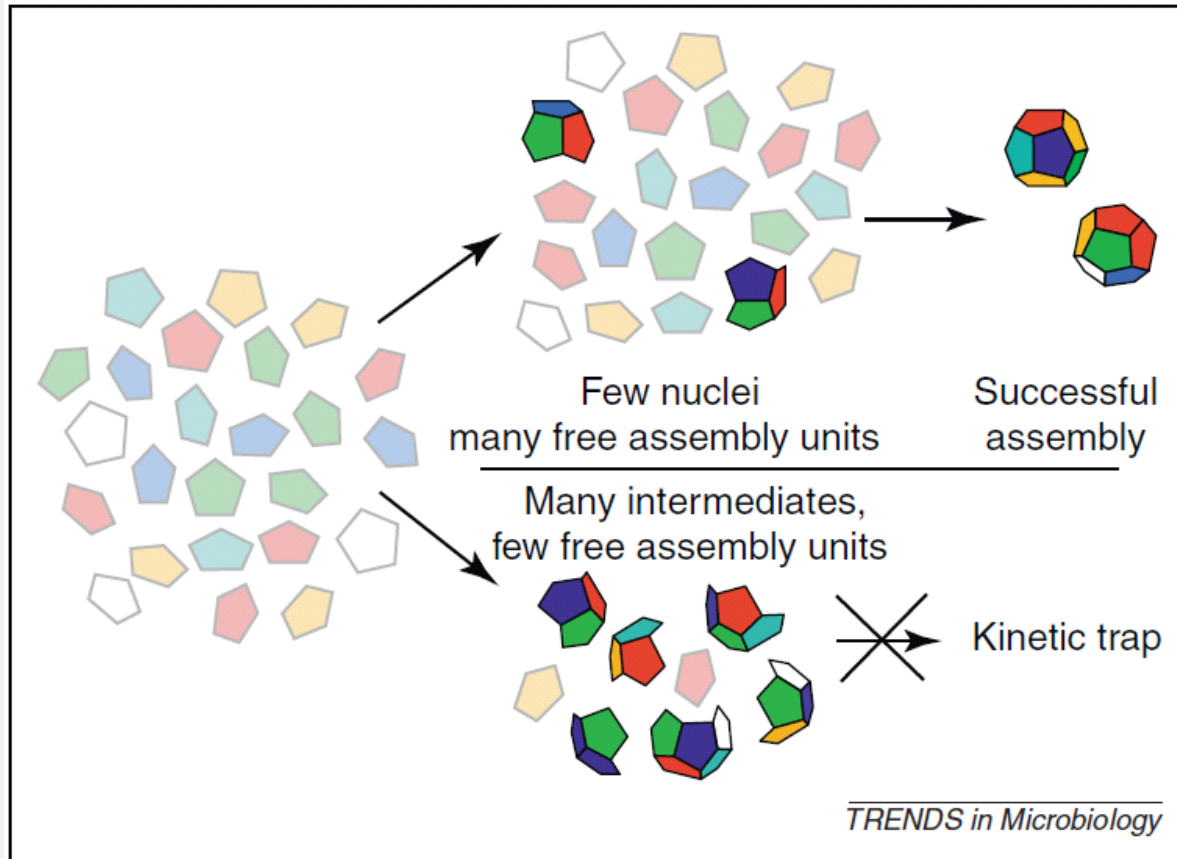 Few nuclei
many free assembly units
Successful
assembly
Many intermediates,
few free assembly units
Kinetic trap
TRENDS in Microbiology